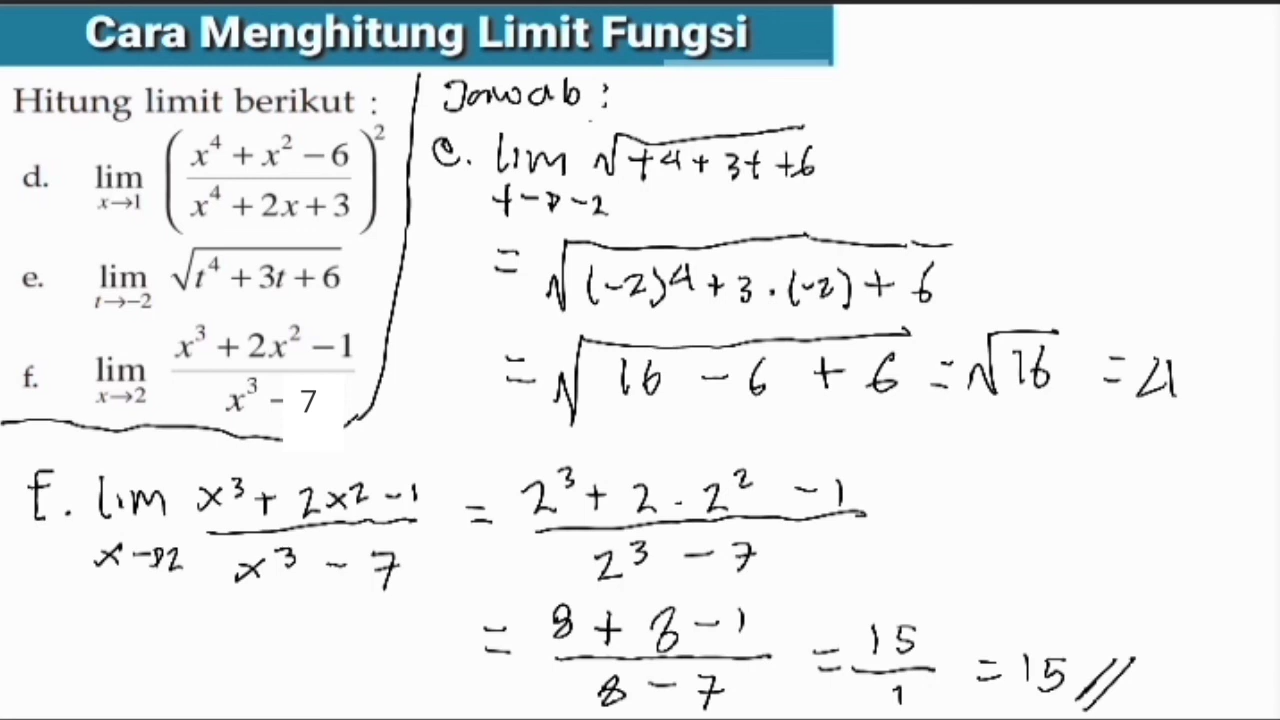 Cara Menghitung Limit Fungsi
Hitung limit berikut :
d. lim x→1 ( (x⁴ + x² − 6) / (x⁴ + 2x + 3) )²
e. lim t→−2 √(t⁴ + 3t + 6)
f. lim x→2 (x³ + 2x² − 1) / (x³ − 7)
Jawab :
e. lim t→−2 √(t4 + 3t + 6)
= √((−2)4 + 3 . (−2) + 6)
= √(16 − 6 + 6) = √16 = 4
f. lim x→2 (x³ + 2x2 − 1) / (x³ − 7) = (2³ + 2 . 2² − 1) / (2³ − 7)
= (8 + 8 − 1) / (8 − 7) = 15 / 1 = 15 //